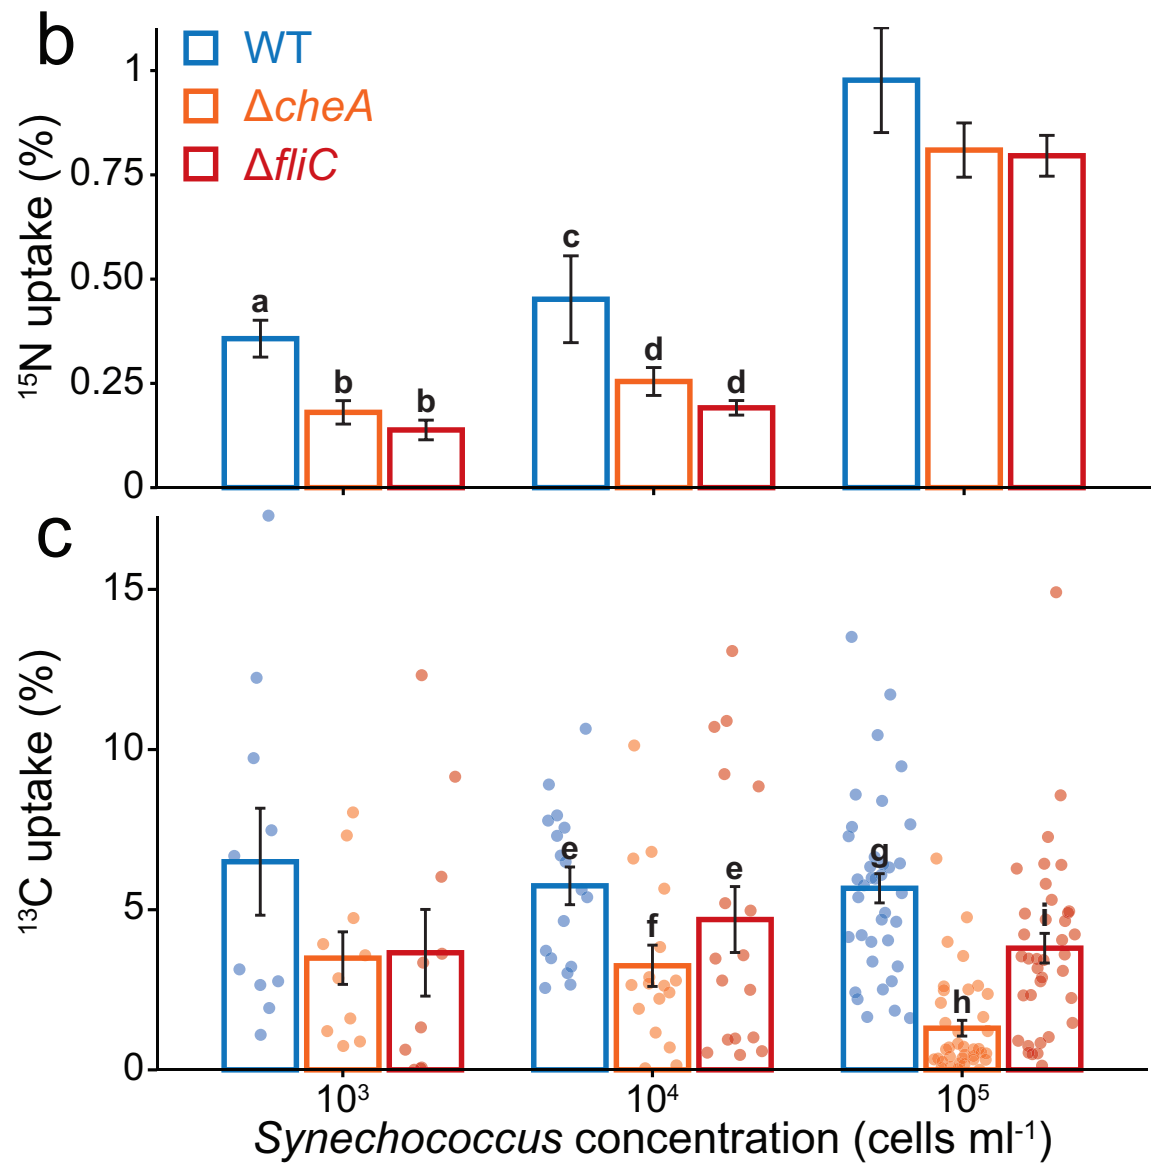 b
WT
ΔcheA
ΔfliC
15N uptake (%)
1
0.75
0.50
0.25
0
a
b
b
c
d
d
c
13C uptake (%)
15
10
5
0
e
f
e
g
h
i
10³
10⁴
10⁵
Synechococcus concentration (cells ml⁻¹)